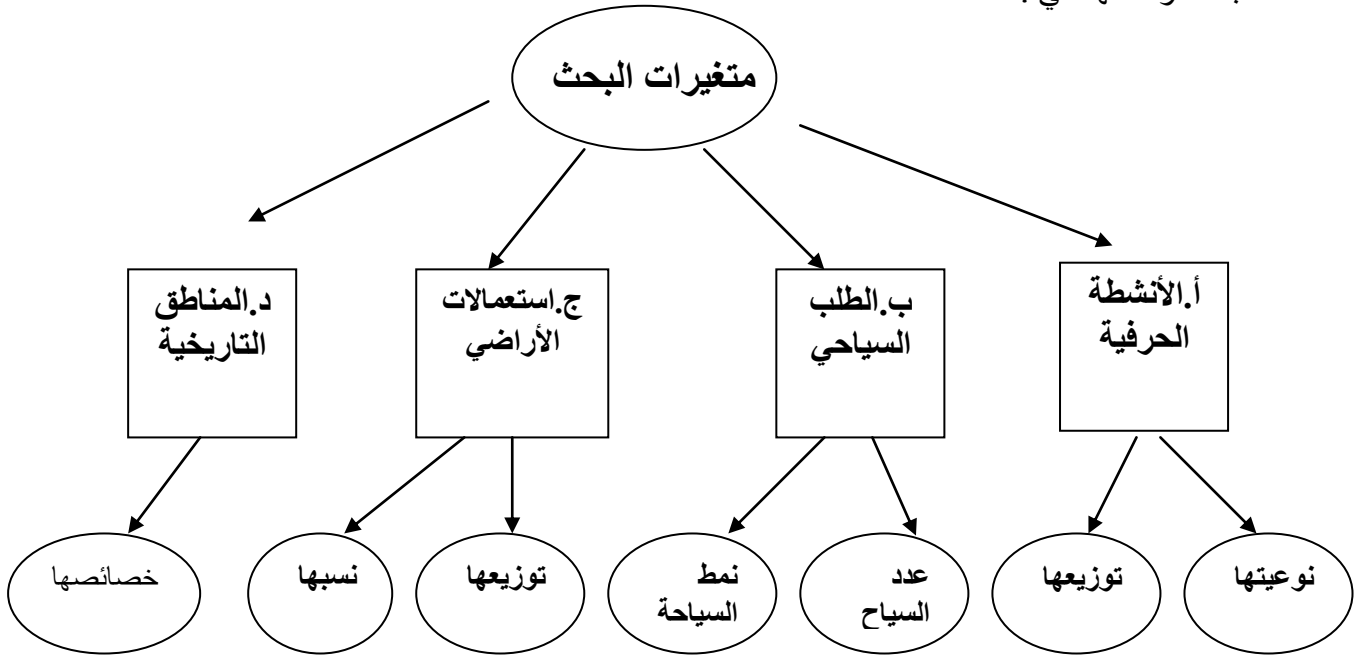 متغيرات البحث
أ.الأنشطة
الحرفية
ب.الطلب
السياحي
ج.استعمالات
الأراضي
د.المناطق
التاريخية
نوعيتها
توزيعها
عدد
السياح
نمط
السياحة
توزيعها
نسبها
خصائصها